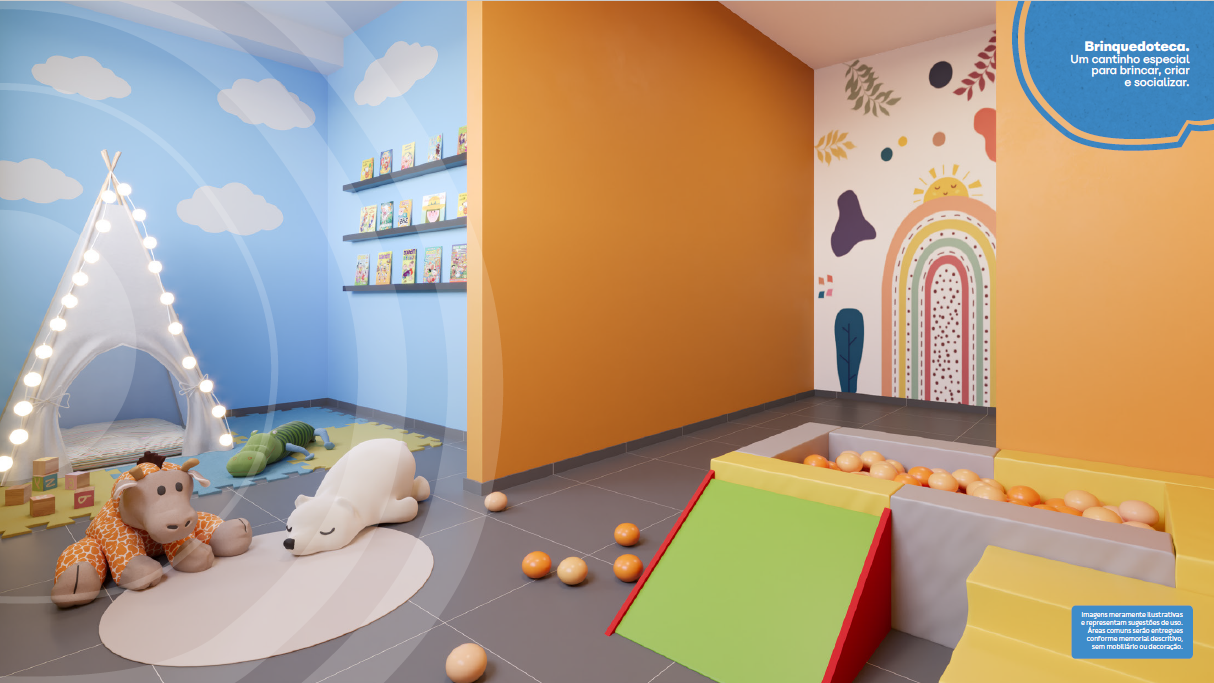 Brinquedoteca.
Um cantinho especial
para brincar, criar
e socializar.
Imagens meramente ilustrativas
e representam sugestões de uso.
Áreas comuns serão entregues
conforme memorial descritivo,
sem mobiliário ou decoração.